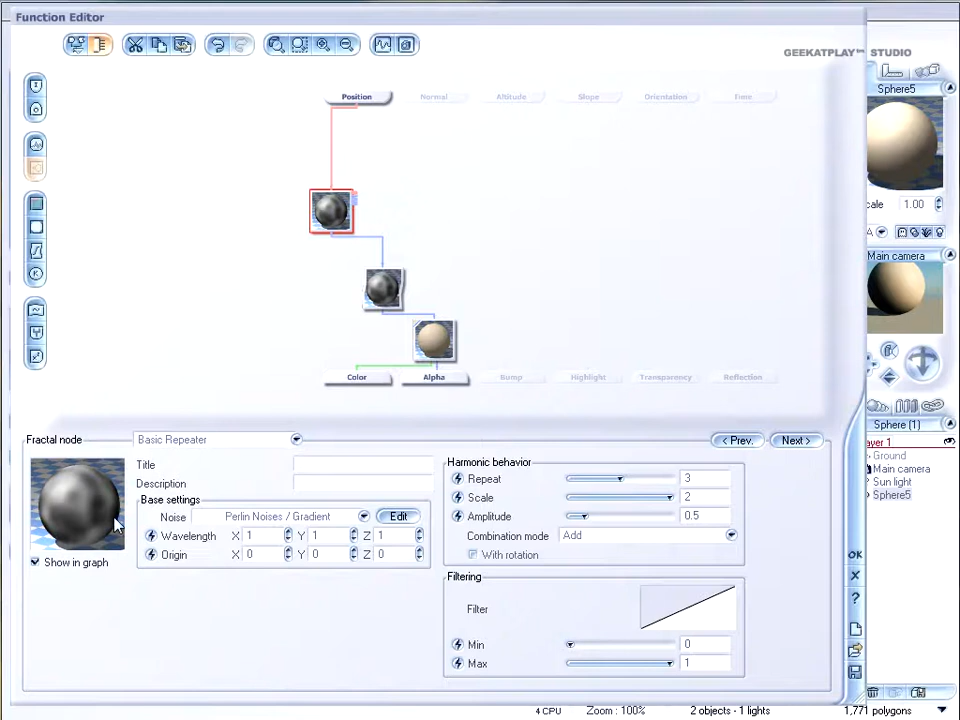 Function Editor
GEEKATPLAY™ STUDIO
Position
Normal
Altitude
Slope
Orientation
Time
Sphere5
cale 1.00
A
Main camera
Color
Alpha
Bump
Highlight
Transparency
Reflection
Sphere (1)
ayer 1
Ground
Main camera
Sun light
Sphere5
Fractal node
Basic Repeater
< Prev.
Next >
Title
Description
Base settings
Noise Perlin Noises / Gradient Edit
Wavelength X 1 Y 1 Z 1
Origin X 0 Y 0 Z 0
Show in graph
Harmonic behavior
Repeat 3
Scale 2
Amplitude 0.5
Combination mode Add
With rotation
Filtering
Filter
Min 0
Max 1
OK
4 CPU
Zoom : 100%
2 objects - 1 lights
1,771 polygons